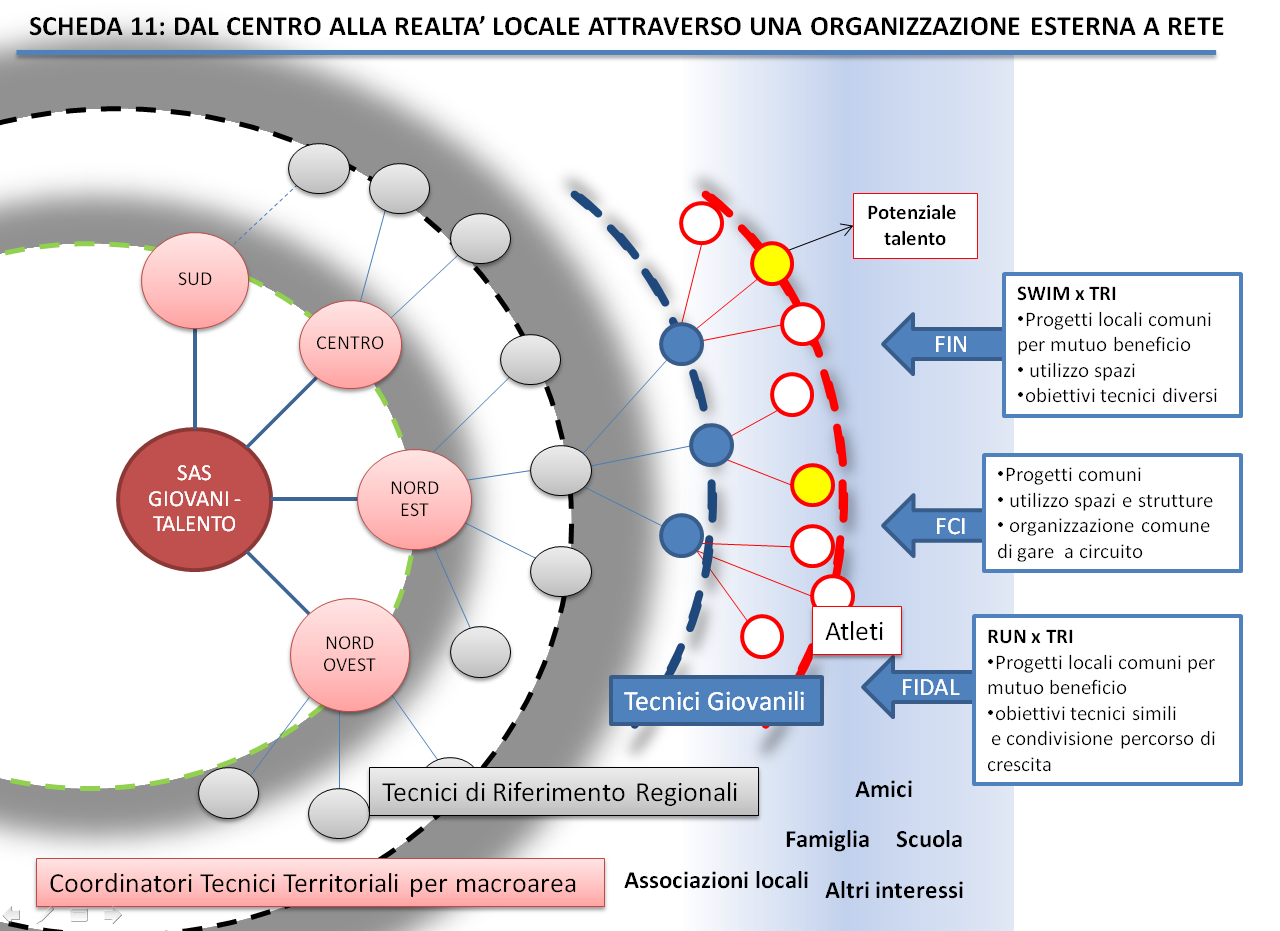 SCHEDA 11: DAL CENTRO ALLA REALTA’ LOCALE ATTRAVERSO UNA ORGANIZZAZIONE ESTERNA A RETE
SUD
CENTRO
SAS
GIOVANI -
TALENTO
NORD
EST
NORD
OVEST
Potenziale
talento
FIN
SWIM x TRI
•Progetti locali comuni
per mutuo beneficio
• utilizzo spazi
•obiettivi tecnici diversi
FCI
•Progetti comuni
• utilizzo spazi e strutture
• organizzazione comune
di gare a circuito
FIDAL
RUN x TRI
•Progetti locali comuni per
mutuo beneficio
•obiettivi tecnici simili
e condivisione percorso di
crescita
Atleti
Tecnici Giovanili
Tecnici di Riferimento Regionali
Coordinatori Tecnici Territoriali per macroarea
Amici
Famiglia
Scuola
Associazioni locali
Altri interessi